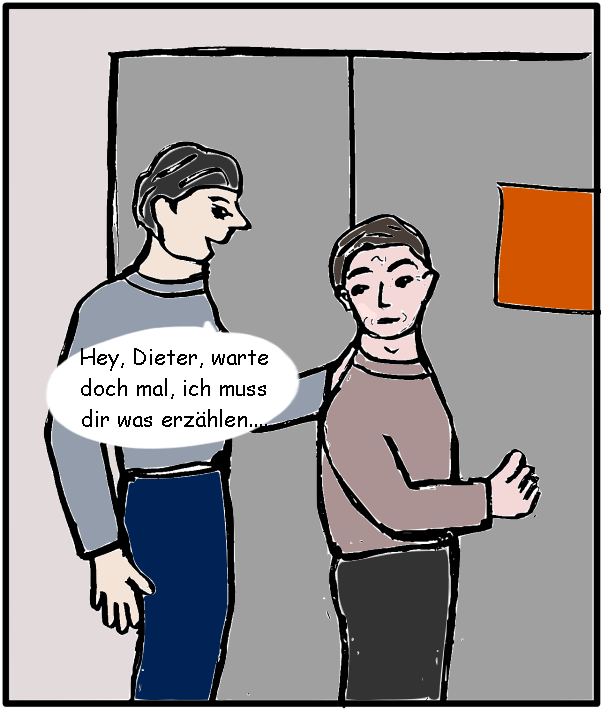 Hey, Dieter, warte
doch mal, ich muss
dir was erzählen....